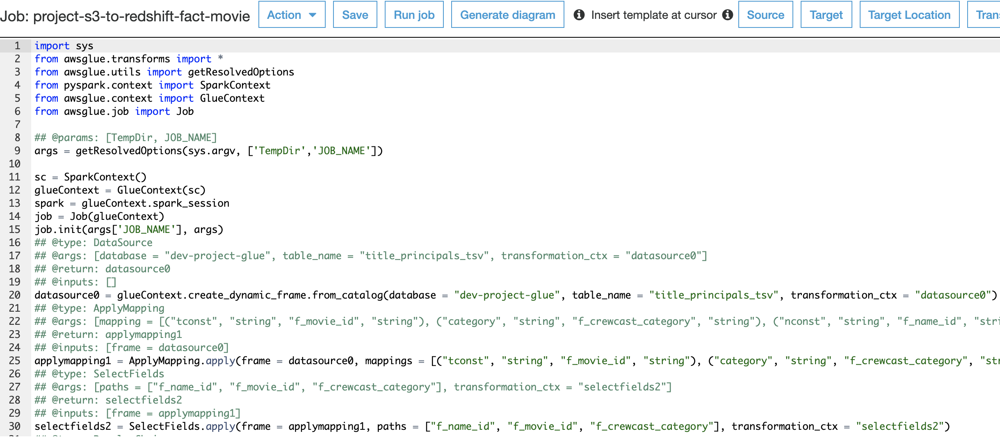 Job: project-s3-to-redshift-fact-movie Action Save Run job Generate diagram Insert template at cursor Source Target Target Location Tran
1 import sys
2 from awsglue.transforms import *
3 from awsglue.utils import getResolvedOptions
4 from pyspark.context import SparkContext
5 from awsglue.context import GlueContext
6 from awsglue.job import Job
7
8 ## @params: [TempDir, JOB_NAME]
9 args = getResolvedOptions(sys.argv, ['TempDir','JOB_NAME'])
10
11 sc = SparkContext()
12 glueContext = GlueContext(sc)
13 spark = glueContext.spark_session
14 job = Job(glueContext)
15 job.init(args['JOB_NAME'], args)
16 ## @type: DataSource
17 ## @args: [database = "dev-project-glue", table_name = "title_principals_tsv", transformation_ctx = "datasource0"]
18 ## @return: datasource0
19 ## @inputs: []
20 datasource0 = glueContext.create_dynamic_frame.from_catalog(database = "dev-project-glue", table_name = "title_principals_tsv", transformation_ctx = "datasource0")
21 ## @type: ApplyMapping
22 ## @args: [mapping = [("tconst", "string", "f_movie_id", "string"), ("category", "string", "f_crewcast_category", "string"), ("nconst", "string", "f_name_id", "stri
23 ## @return: applymapping1
24 ## @inputs: [frame = datasource0]
25 applymapping1 = ApplyMapping.apply(frame = datasource0, mappings = [("tconst", "string", "f_movie_id", "string"), ("category", "string", "f_crewcast_category", "str
26 ## @type: SelectFields
27 ## @args: [paths = ["f_name_id", "f_movie_id", "f_crewcast_category"], transformation_ctx = "selectfields2"]
28 ## @return: selectfields2
29 ## @inputs: [frame = applymapping1]
30 selectfields2 = SelectFields.apply(frame = applymapping1, paths = ["f_name_id", "f_movie_id", "f_crewcast_category"], transformation_ctx = "selectfields2")